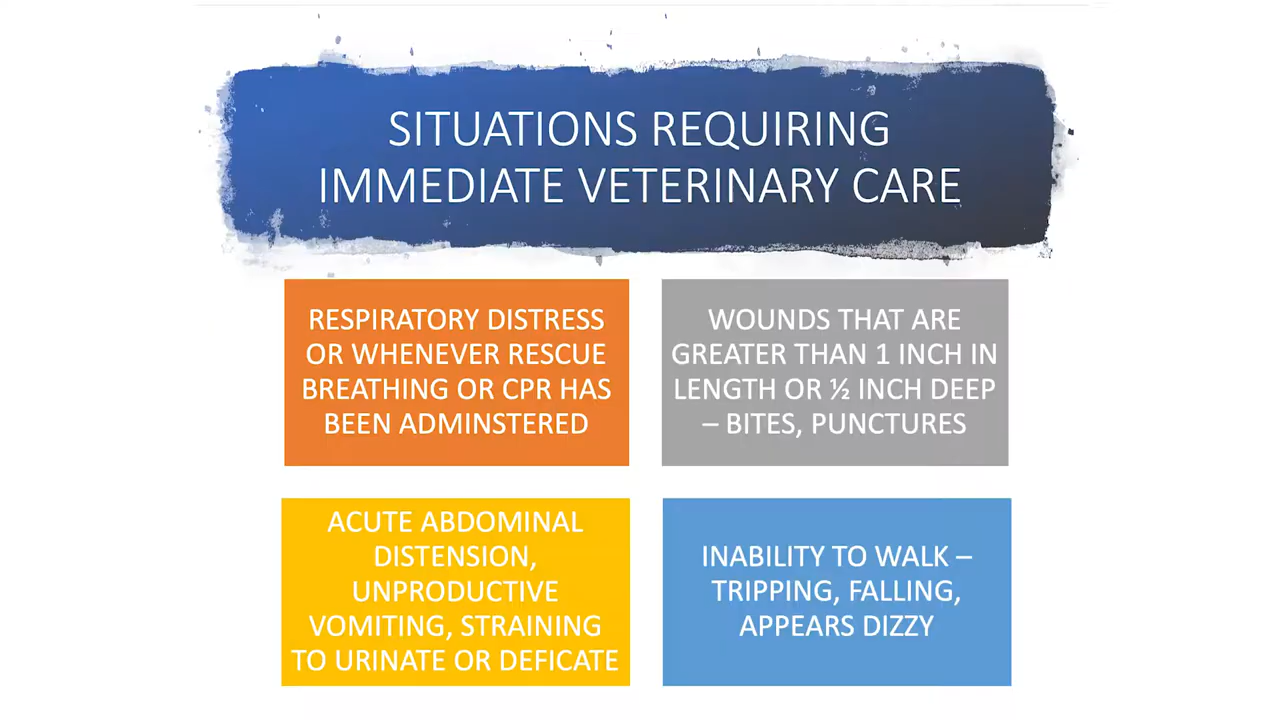 SITUATIONS REQUIRING
IMMEDIATE VETERINARY CARE
RESPIRATORY DISTRESS
OR WHENEVER RESCUE
BREATHING OR CPR HAS
BEEN ADMINSTERED
WOUNDS THAT ARE
GREATER THAN 1 INCH IN
LENGTH OR ½ INCH DEEP
– BITES, PUNCTURES
ACUTE ABDOMINAL
DISTENSION,
UNPRODUCTIVE
VOMITING, STRAINING
TO URINATE OR DEFICATE
INABILITY TO WALK –
TRIPPING, FALLING,
APPEARS DIZZY